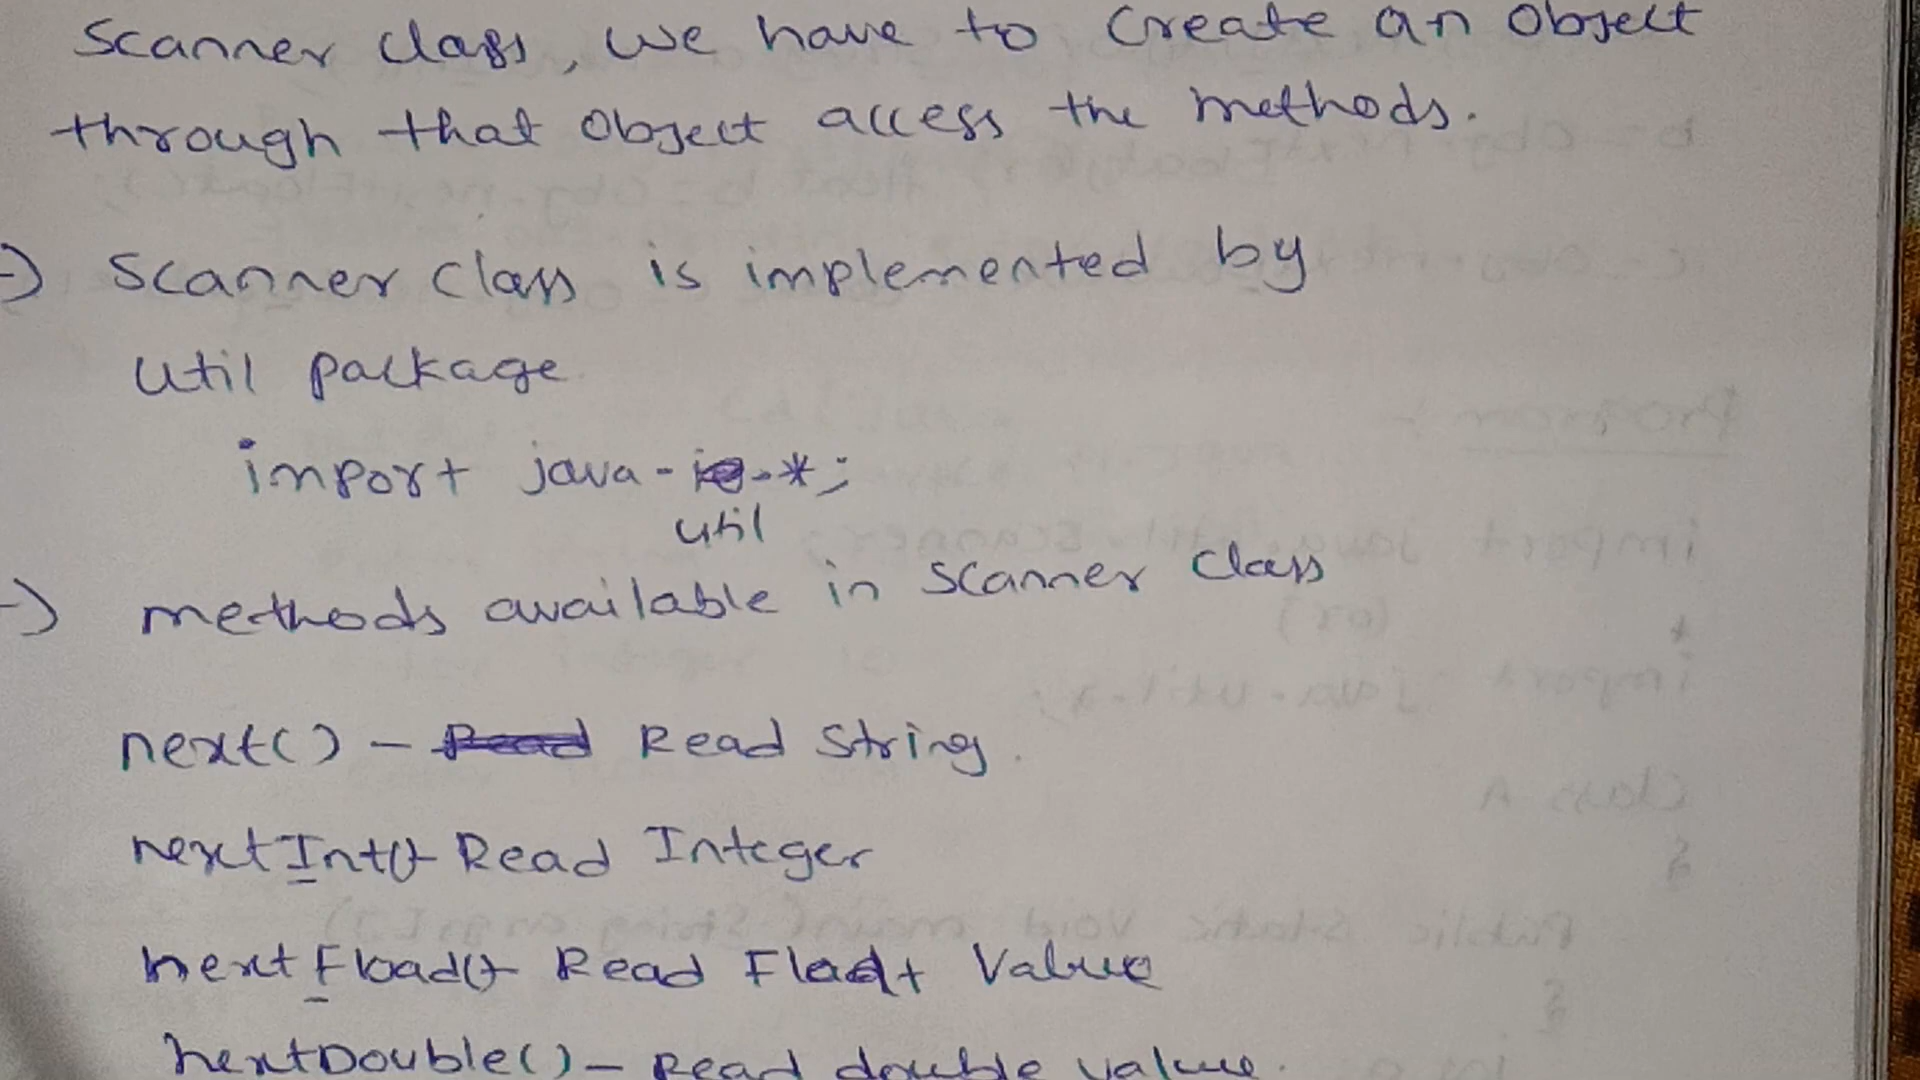 Scanner class, we have to Create an Object
through that Object access the methods.
→) Scanner class is implemented by
Util package
import java.io.*;
util
→) methods available in Scanner Class
next() - Read Read String.
nextInt() - Read Integer
nextFload() - Read Float Value
nextDouble() - Read double value.